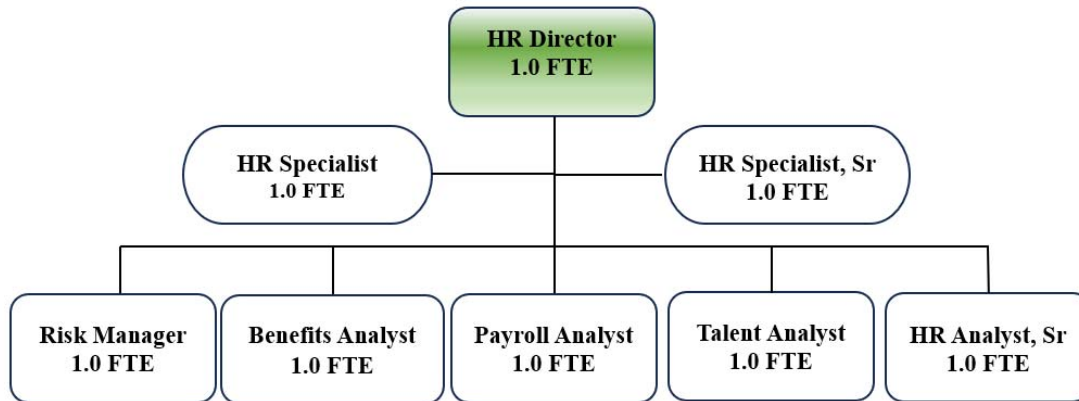 HR Director
1.0 FTE
HR Specialist
1.0 FTE
HR Specialist, Sr
1.0 FTE
Risk Manager
1.0 FTE
Benefits Analyst
1.0 FTE
Payroll Analyst
1.0 FTE
Talent Analyst
1.0 FTE
HR Analyst, Sr
1.0 FTE